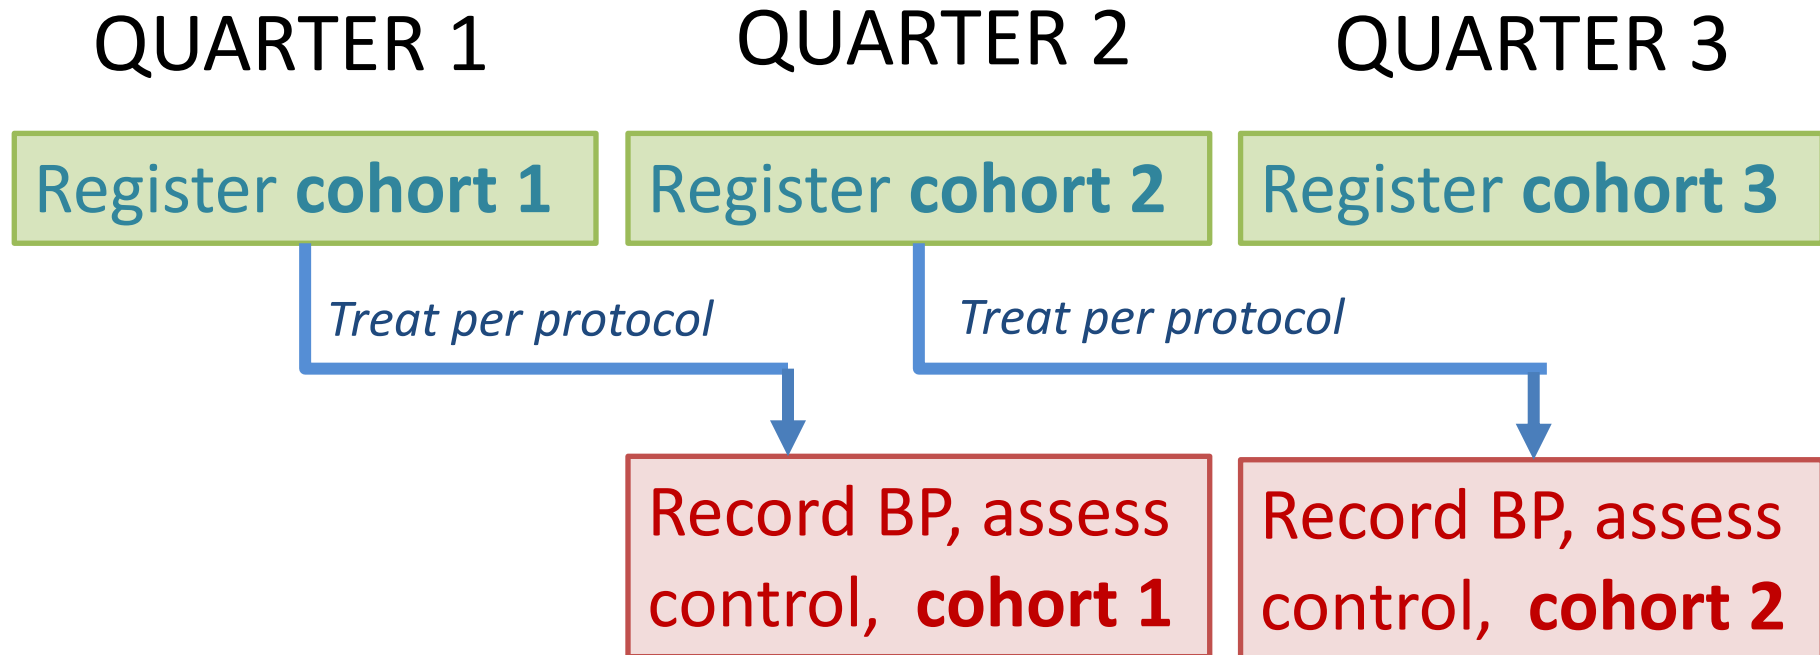 QUARTER 1
QUARTER 2
QUARTER 3
Register cohort 1
Register cohort 2
Register cohort 3
Treat per protocol
Treat per protocol
Record BP, assess
control, cohort 1
Record BP, assess
control, cohort 2